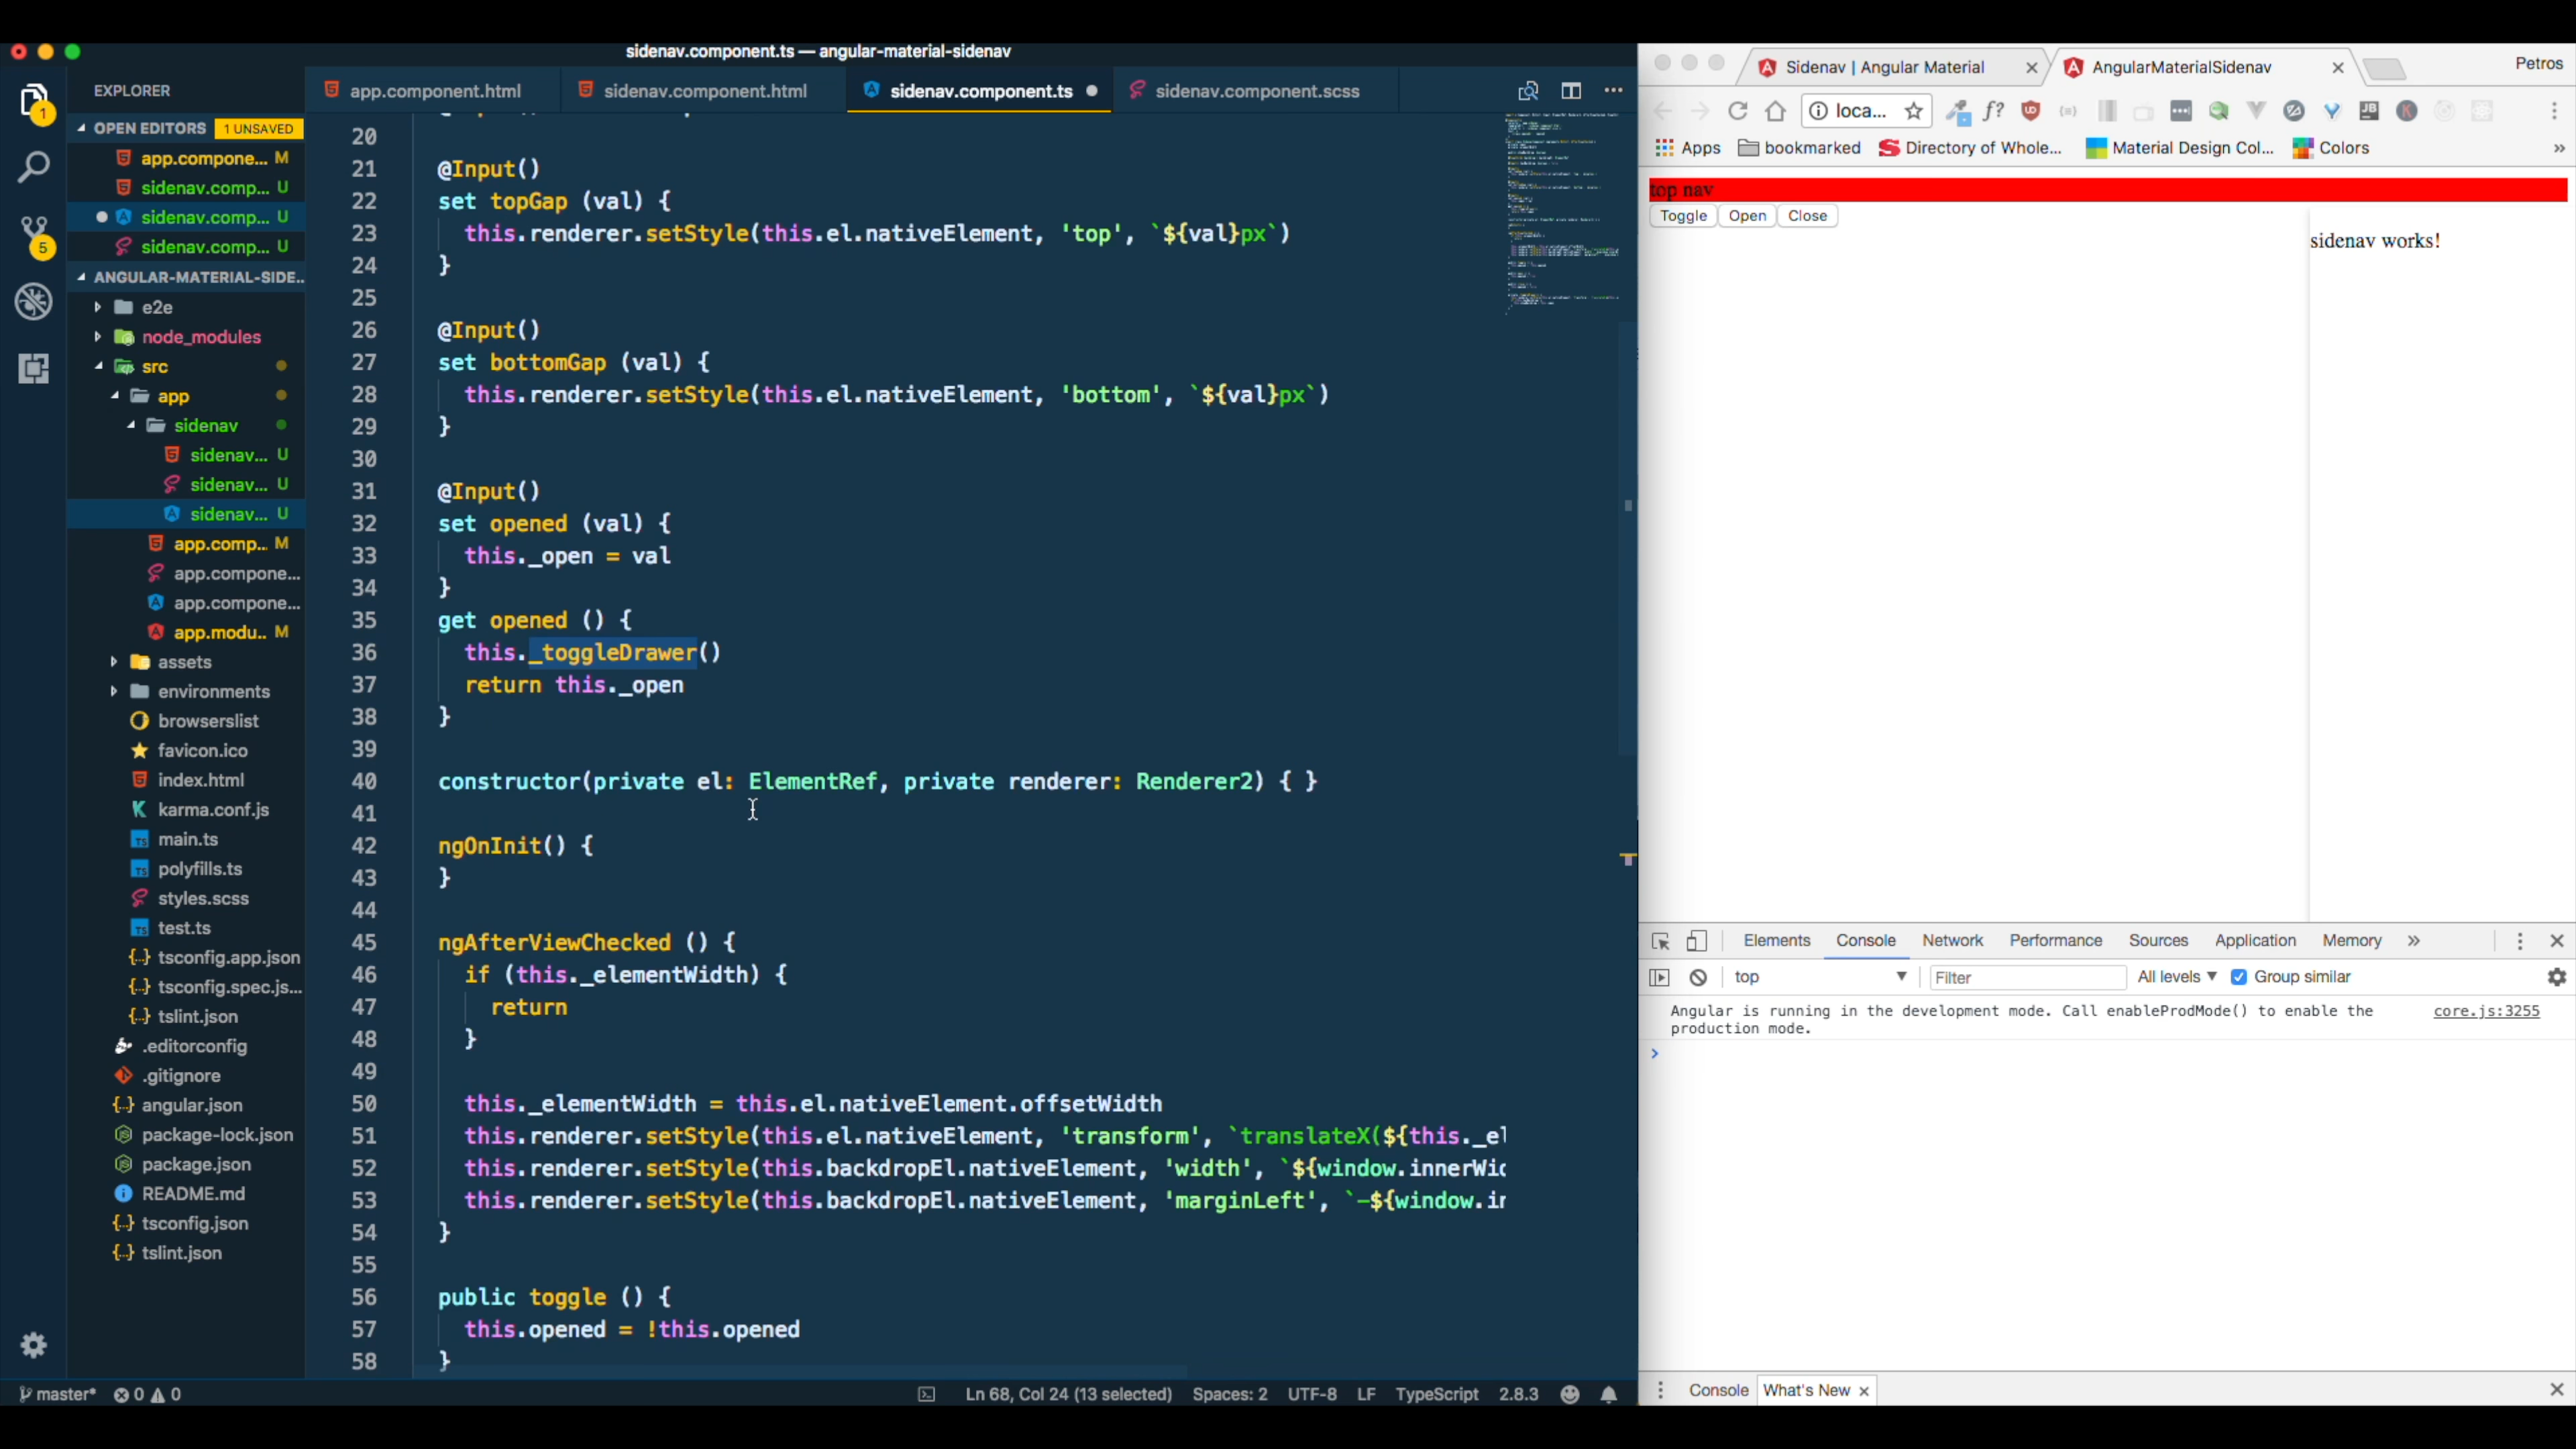 sidenav.component.ts — angular-material-sidenav
EXPLORER
OPEN EDITORS 1 UNSAVED
app.compone... M
sidenav.comp... U
sidenav.comp... U
sidenav.comp... U
ANGULAR-MATERIAL-SIDE...
e2e
node_modules
src
app
sidenav
sidenav... U
sidenav... U
sidenav... U
app.comp... M
app.compone...
app.compone...
app.modu.. M
assets
environments
browserslist
favicon.ico
index.html
karma.conf.js
main.ts
polyfills.ts
styles.scss
test.ts
tsconfig.app.json
tsconfig.spec.js...
tslint.json
.editorconfig
.gitignore
angular.json
package-lock.json
package.json
README.md
tsconfig.json
tslint.json
1
5
app.component.html sidenav.component.html sidenav.component.ts sidenav.component.scss
20
21 @Input()
22 set topGap (val) {
23 this.renderer.setStyle(this.el.nativeElement, 'top', `${val}px`)
24 }
25
26 @Input()
27 set bottomGap (val) {
28 this.renderer.setStyle(this.el.nativeElement, 'bottom', `${val}px`)
29 }
30
31 @Input()
32 set opened (val) {
33 this._open = val
34 }
35 get opened () {
36 this._toggleDrawer()
37 return this._open
38 }
39
40 constructor(private el: ElementRef, private renderer: Renderer2) { }
41
42 ngOnInit() {
43 }
44
45 ngAfterViewChecked () {
46 if (this._elementWidth) {
47 return
48 }
49
50 this._elementWidth = this.el.nativeElement.offsetWidth
51 this.renderer.setStyle(this.el.nativeElement, 'transform', `translateX(${this._el
52 this.renderer.setStyle(this.backdropEl.nativeElement, 'width', `${window.innerWid
53 this.renderer.setStyle(this.backdropEl.nativeElement, 'marginLeft', `-${window.in
54 }
55
56 public toggle () {
57 this.opened = !this.opened
58 }
master* 0 0 Ln 68, Col 24 (13 selected) Spaces: 2 UTF-8 LF TypeScript 2.8.3
Sidenav | Angular Material AngularMaterialSidenav Petros
loca... f?
Apps bookmarked Directory of Whole... Material Design Col... Colors »
top nav
Toggle Open Close
sidenav works!
Elements Console Network Performance Sources Application Memory »
top Filter All levels Group similar
Angular is running in the development mode. Call enableProdMode() to enable the core.js:3255
production mode.
Console What's New